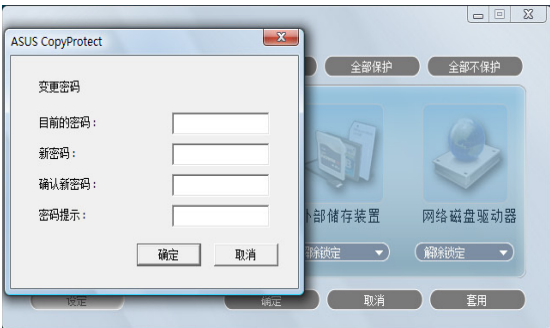 ASUS CopyProtect
全部保护
全部不保护
变更密码
目前的密码：
新密码：
确认新密码：
密码提示：
确定
取消
部储存装置
网络磁盘驱动器
除锁定
解除锁定
设定
确定
取消
套用